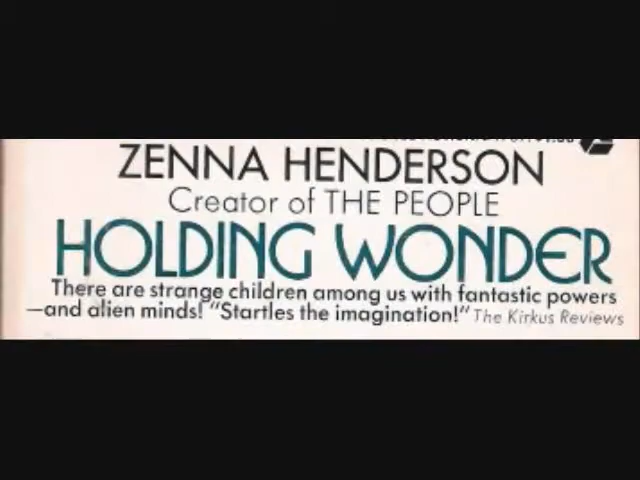 ZENNA HENDERSON
Creator of THE PEOPLE
HOLDING WONDER
There are strange children among us with fantastic powers
—and alien minds! "Startles the imagination!" The Kirkus Reviews